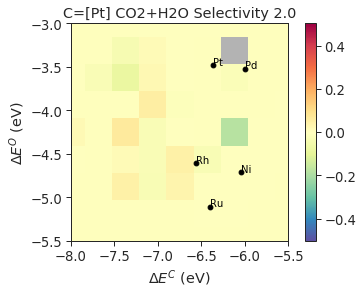 C=[Pt] CO2+H2O Selectivity 2.0
−3.0
−3.5
−4.0
−4.5
−5.0
−5.5
ΔE^O (eV)
Pt
Pd
Rh
Ni
Ru
−8.0 −7.5 −7.0 −6.5 −6.0 −5.5
ΔE^C (eV)
0.4
0.2
0.0
−0.2
−0.4